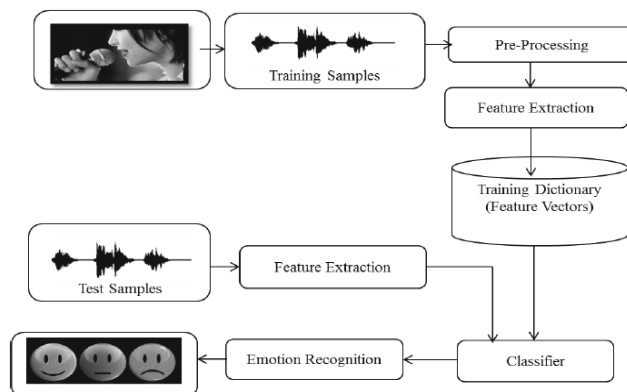 Training Samples
Pre-Processing
Feature Extraction
Training Dictionary
(Feature Vectors)
Test Samples
Feature Extraction
Classifier
Emotion Recognition